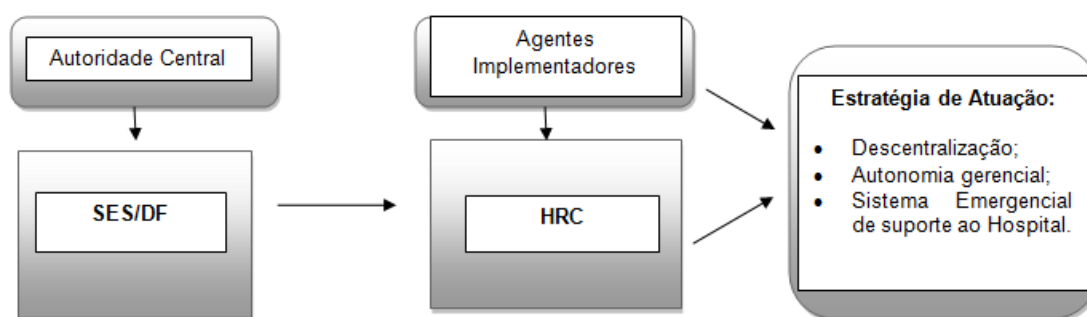 Autoridade Central
Agentes
Implementadores
Estratégia de Atuação:
• Descentralização;
• Autonomia gerencial;
• Sistema Emergencial
de suporte ao Hospital.
SES/DF
HRC